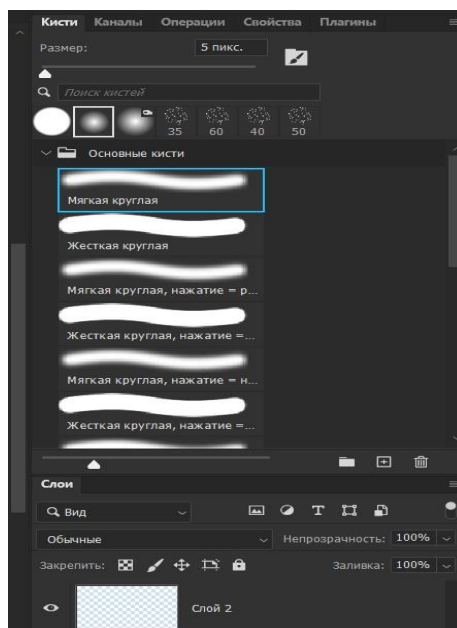 Кисти Каналы Операции Свойства Плагины
Размер: 5 пикс.
Поиск кистей
35 60 40 50
Основные кисти
Мягкая круглая
Жесткая круглая
Мягкая круглая, нажатие = р...
Жесткая круглая, нажатие =...
Мягкая круглая, нажатие = н...
Жесткая круглая, нажатие =...
Слои
Вид T
Обычные Непрозрачность: 100%
Закрепить: Заливка: 100%
Слой 2